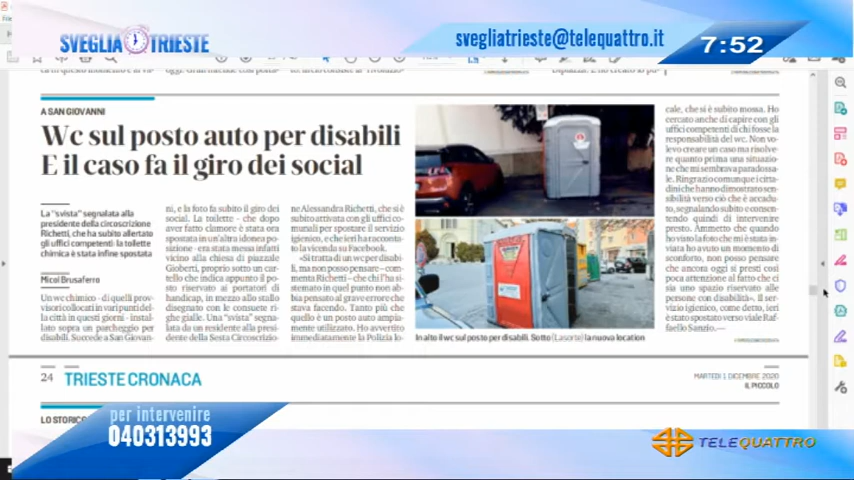 SVEGLIA TRIESTE
svegliatrieste@telequattro.it
7:52
A SAN GIOVANNI
Wc sul posto auto per disabili
E il caso fa il giro dei social
La "svista" segnalata alla
presidente della circoscrizione
Richetti, che ha subito allertato
gli uffici competenti: la toilette
chimica è stata infine spostata
Micol Brusaferro
Un wc chimico - di quelli prov-
visori collocati in vari punti del-
la città in questi giorni - instal-
lato sopra un parcheggio per
disabili. Succede a San Giovan-
ni, e la foto fa subito il giro dei
social. La toilette - che dopo
aver fatto clamore è stata ora
spostata in un'altra idonea po-
sizione - era stata messa infatti
vicino alla chiesa di piazzale
Gioberti, proprio sotto un car-
tello che indica appunto il po-
sto riservato ai portatori di
handicap, in mezzo allo stallo
disegnato con le consuete ri-
ghe gialle. Una "svista" segna-
lata da un residente alla presi-
dente della Sesta Circoscrizio-
ne Alessandra Richetti, che si è
subito attivata con gli uffici co-
munali per spostare il servizio
igienico, e che ieri ha racconta-
to la vicenda su Facebook.
«Si tratta di un wc per disabi-
li, ma non posso pensare – com-
menta Richetti – che chi l'ha si-
stemato in quel punto non ab-
bia pensato al grave errore che
stava facendo. Tanto più che
quello è un posto auto ampia-
mente utilizzato. Ho avvertito
immediatamente la Polizia lo-
cale, che si è subito mossa. Ho
cercato anche di capire con gli
uffici competenti di chi fosse la
responsabilità del wc. Non vo-
levo creare un caso ma risolve-
re quanto prima una situazio-
ne che mi sembrava paradossa-
le. Ringrazio comunque i citta-
dini che hanno dimostrato sen-
sibilità verso ciò che è accadu-
to, segnalando subito e consen-
tendo quindi di intervenire
presto. Ammetto che quando
ho visto la foto che mi è stata in-
viata ho avuto un momento di
sconforto, non posso pensare
che ancora oggi si presti così
poca attenzione al fatto che ci
sia uno spazio riservato alle
persone con disabilità». Il ser-
vizio igienico, come detto, ieri
è stato spostato verso viale Raf-
faello Sanzio.—
In alto il wc sul posto per disabili. Sotto (Lasorte) la nuova location
24 TRIESTE CRONACA
MARTEDÌ 1 DICEMBRE 2020
IL PICCOLO
LO STORICO
per intervenire
040313993
TELEQUATTRO